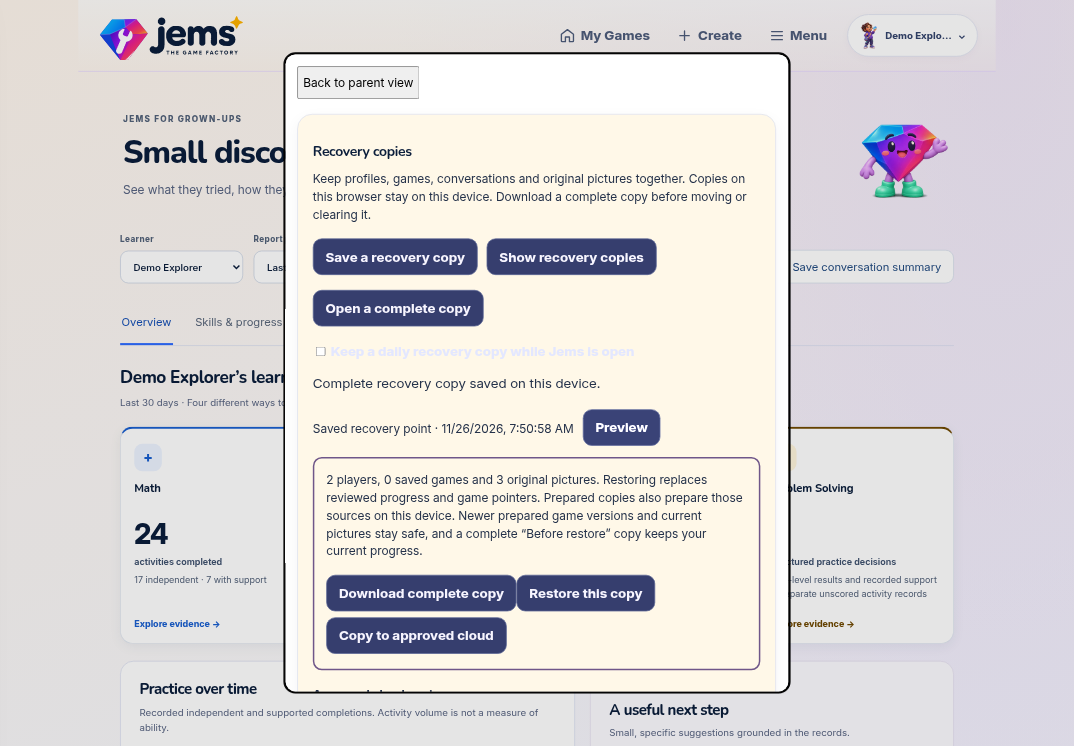 jems
THE GAME FACTORY
My Games
Create
Menu
Demo Explo...
JEMS FOR GROWN-UPS
Small disco
See what they tried, how they
Learner
Report
Demo Explorer
Las
Save conversation summary
Overview
Skills & progress
Demo Explorer's learn
Last 30 days · Four different ways to
Math
24
activities completed
17 independent · 7 with support
Explore evidence →
blem Solving
tured practice decisions
-level results and recorded support
parate unscored activity records
ore evidence →
Practice over time
Recorded independent and supported completions. Activity volume is not a measure of
ability.
A useful next step
Small, specific suggestions grounded in the records.
Back to parent view
Recovery copies
Keep profiles, games, conversations and original pictures together. Copies on
this browser stay on this device. Download a complete copy before moving or
clearing it.
Save a recovery copy
Show recovery copies
Open a complete copy
Keep a daily recovery copy while Jems is open
Complete recovery copy saved on this device.
Saved recovery point · 11/26/2026, 7:50:58 AM
Preview
2 players, 0 saved games and 3 original pictures. Restoring replaces
reviewed progress and game pointers. Prepared copies also prepare those
sources on this device. Newer prepared game versions and current
pictures stay safe, and a complete “Before restore” copy keeps your
current progress.
Download complete copy
Restore this copy
Copy to approved cloud